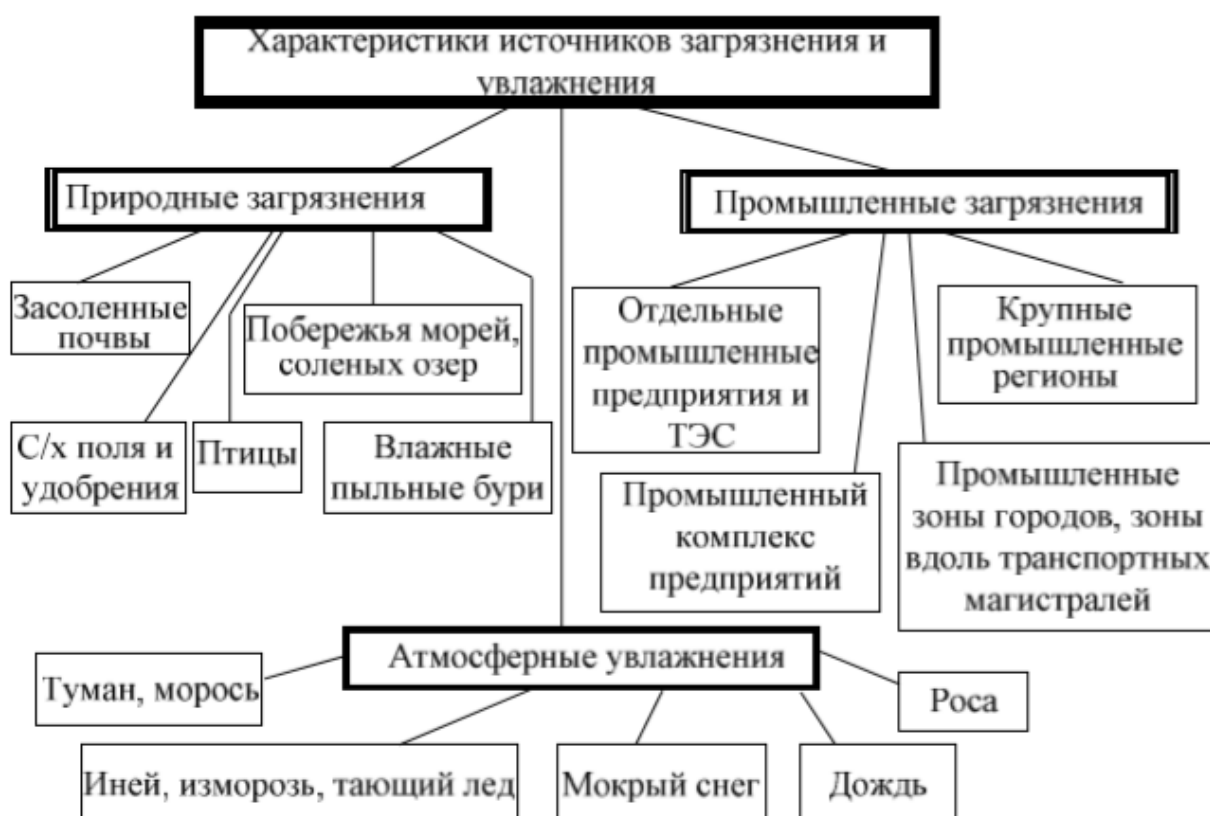 Характеристики источников загрязнения и
увлажнения
Природные загрязнения
Промышленные загрязнения
Засоленные
почвы
Побережья морей,
соленых озер
Отдельные
промышленные
предприятия и
ТЭС
Крупные
промышленные
регионы
С/х поля и
удобрения
Птицы
Влажные
пыльные бури
Промышленный
комплекс
предприятий
Промышленные
зоны городов, зоны
вдоль транспортных
магистралей
Атмосферные увлажнения
Туман, морось
Роса
Иней, изморозь, тающий лед
Мокрый снег
Дождь